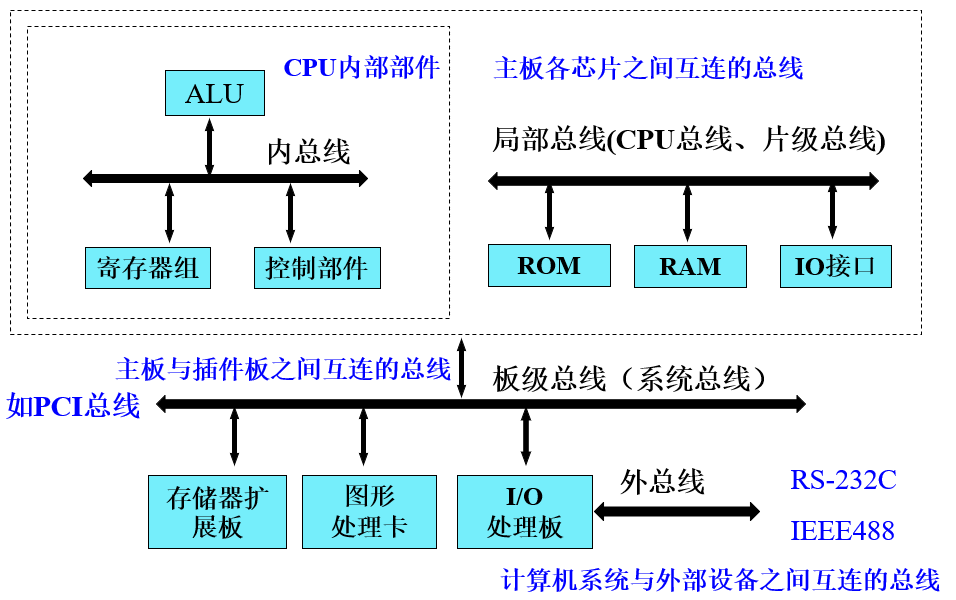 CPU内部部件
主板各芯片之间互连的总线
ALU
内总线
局部总线(CPU总线、片级总线)
寄存器组
控制部件
ROM
RAM
IO接口
主板与插件板之间互连的总线
板级总线（系统总线）
如PCI总线
存储器扩
展板
图形
处理卡
I/O
处理板
外总线
RS-232C
IEEE488
计算机系统与外部设备之间互连的总线